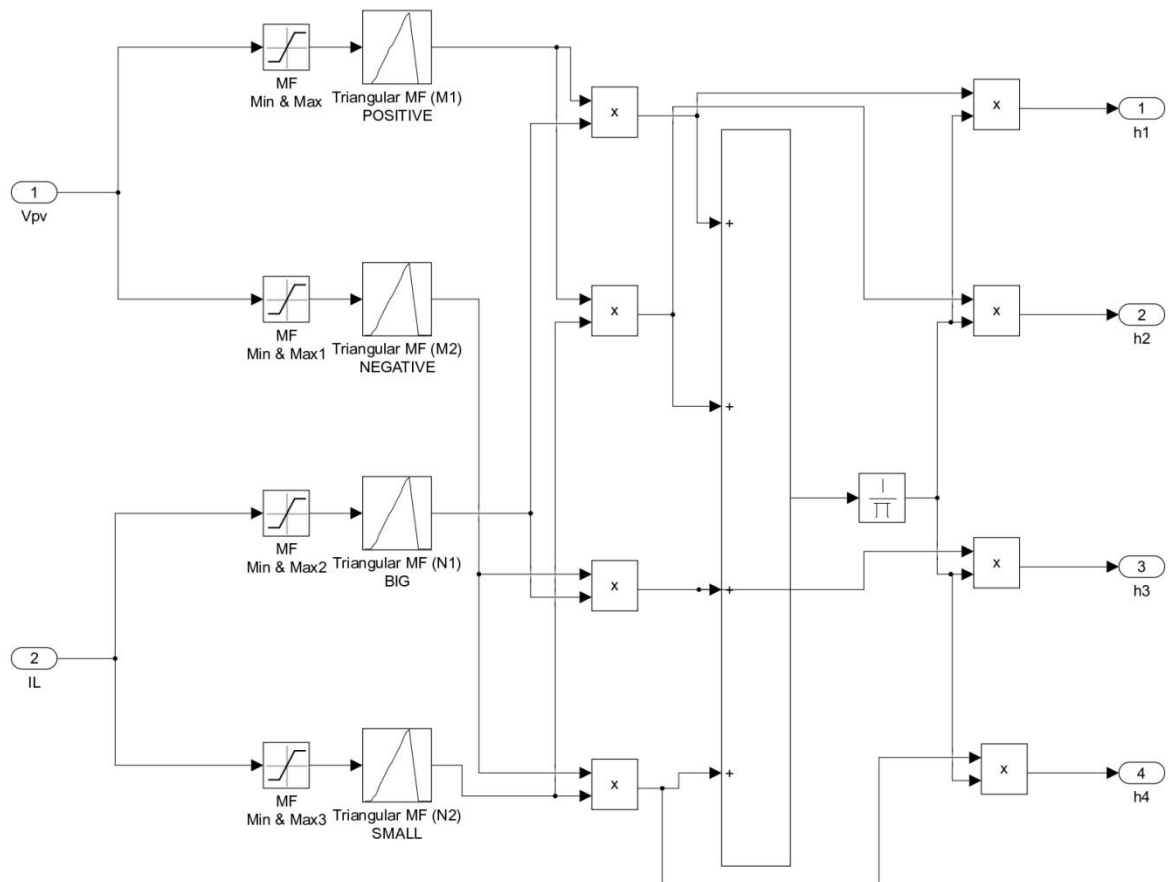 MF
Min & Max
Triangular MF (M1)
POSITIVE
x
x
1
h1
1
Vpv
+
MF
Min & Max1
Triangular MF (M2)
NEGATIVE
x
x
2
h2
+
MF
Min & Max2
Triangular MF (N1)
BIG
x
+
1
∏
x
3
h3
2
IL
MF
Min & Max3
Triangular MF (N2)
SMALL
x
+
x
4
h4